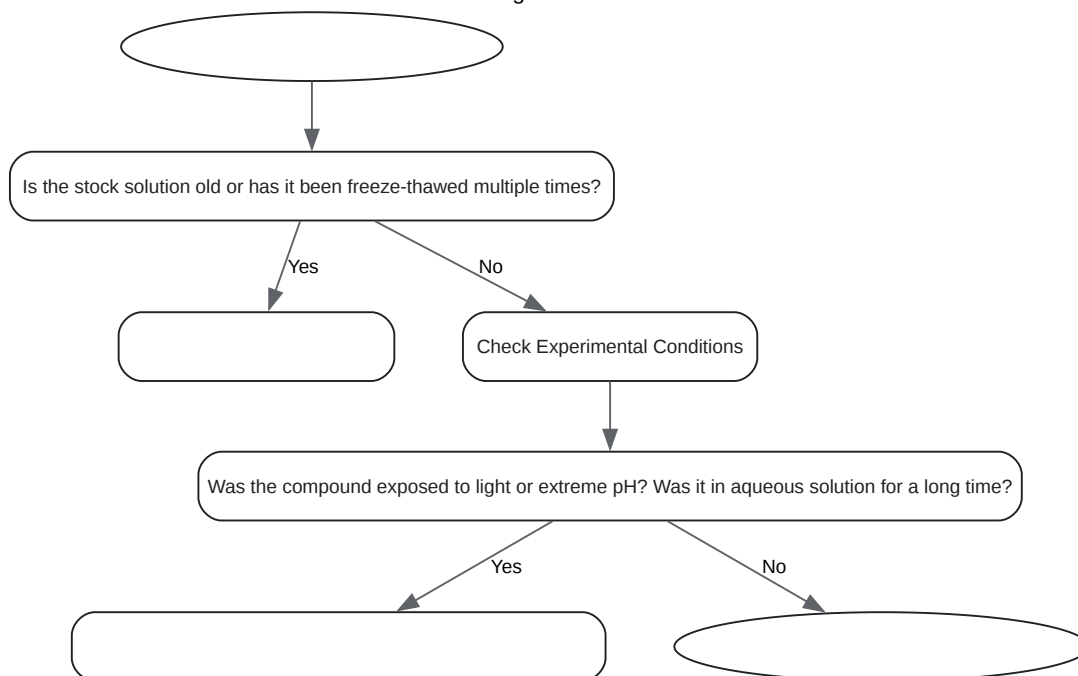 Is the stock solution old or has it been freeze-thawed multiple times?
Yes
No
Check Experimental Conditions
Was the compound exposed to light or extreme pH? Was it in aqueous solution for a long time?
Yes
No